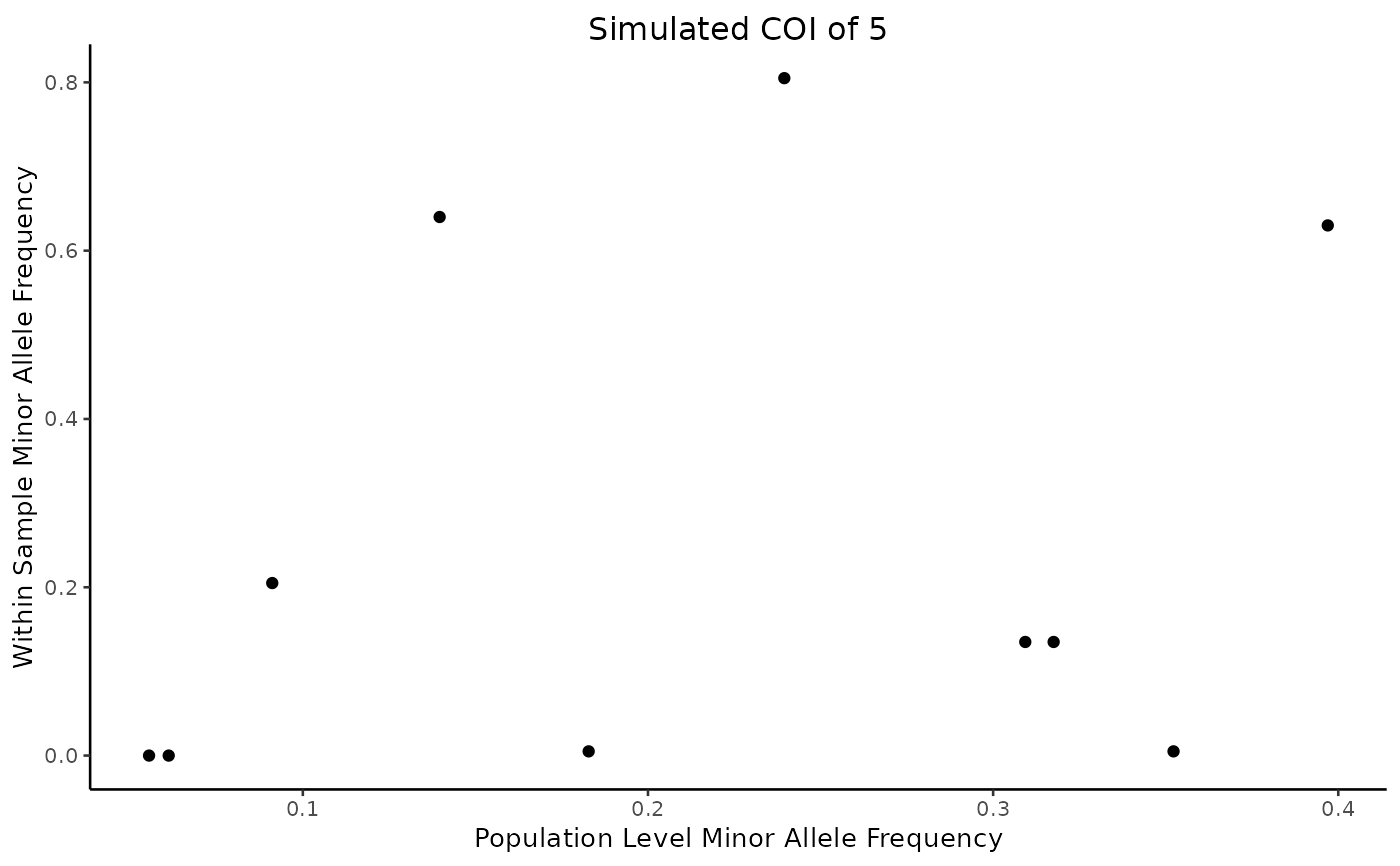 Simulated COI of 5
Within Sample Minor Allele Frequency
0.8
0.6
0.4
0.2
0.0
0.1 0.2 0.3 0.4
Population Level Minor Allele Frequency